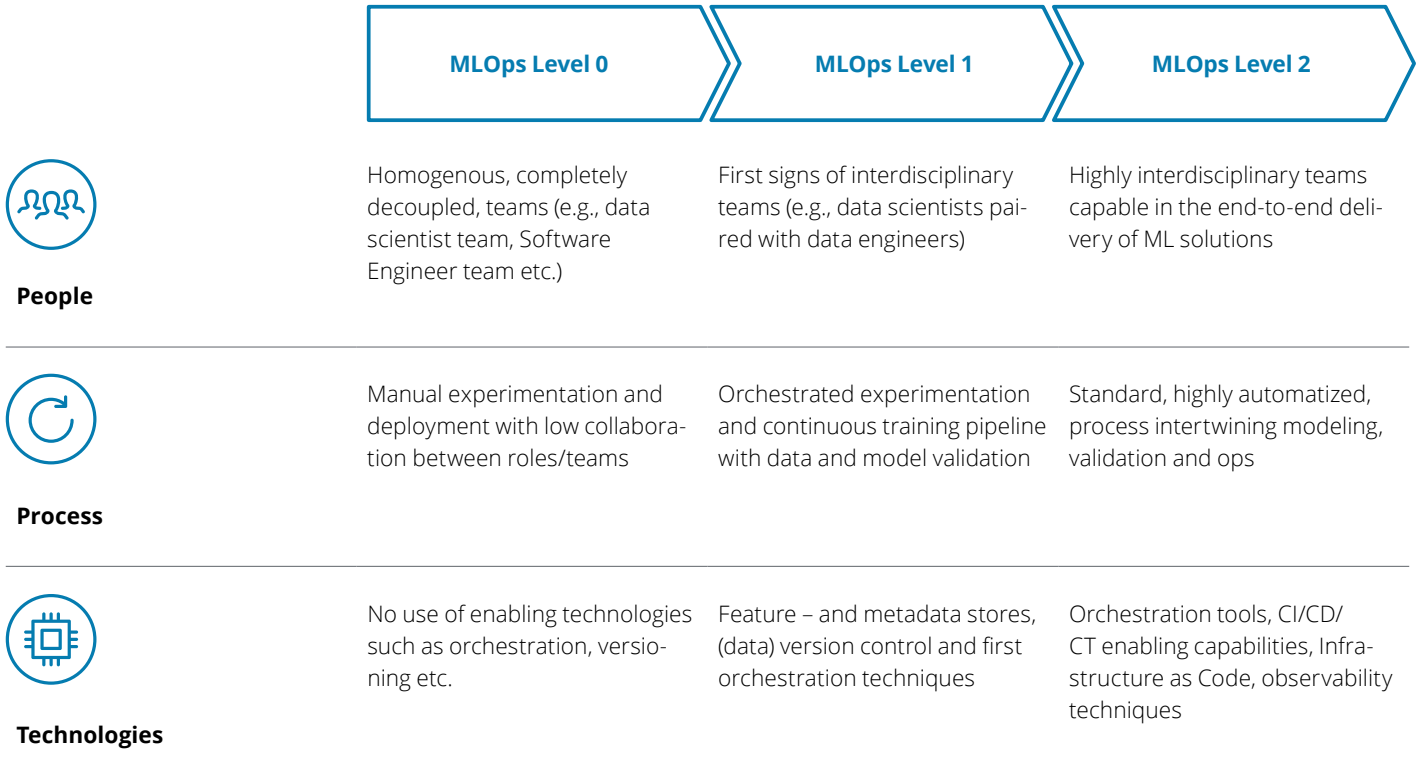 MLOps Level 0
MLOps Level 1
MLOps Level 2
People
Homogenous, completely
decoupled, teams (e.g., data
scientist team, Software
Engineer team etc.)
First signs of interdisciplinary
teams (e.g., data scientists pai-
red with data engineers)
Highly interdisciplinary teams
capable in the end-to-end deli-
very of ML solutions
Process
Manual experimentation and
deployment with low collabora-
tion between roles/teams
Orchestrated experimentation
and continuous training pipeline
with data and model validation
Standard, highly automatized,
process intertwining modeling,
validation and ops
Technologies
No use of enabling technologies
such as orchestration, versio-
ning etc.
Feature – and metadata stores,
(data) version control and first
orchestration techniques
Orchestration tools, CI/CD/
CT enabling capabilities, Infra-
structure as Code, observability
techniques